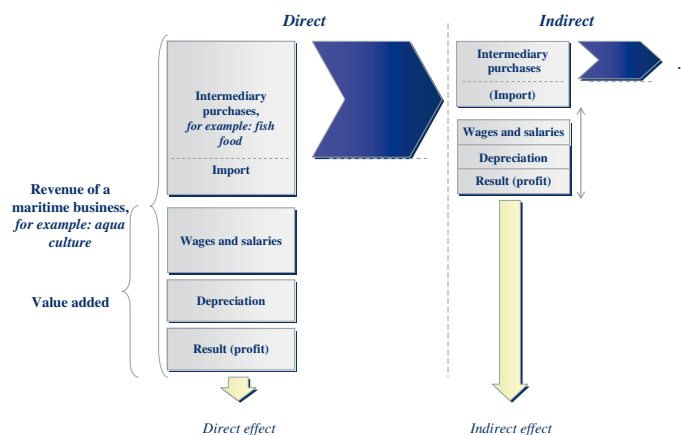 Direct
Indirect
Intermediary
purchases,
for example: fish
food
Import
Revenue of a
maritime business,
for example: aqua
culture
Wages and salaries
Value added
Depreciation
Result (profit)
Direct effect
Intermediary
purchases
(Import)
.
Wages and salaries
Depreciation
Result (profit)
Indirect effect